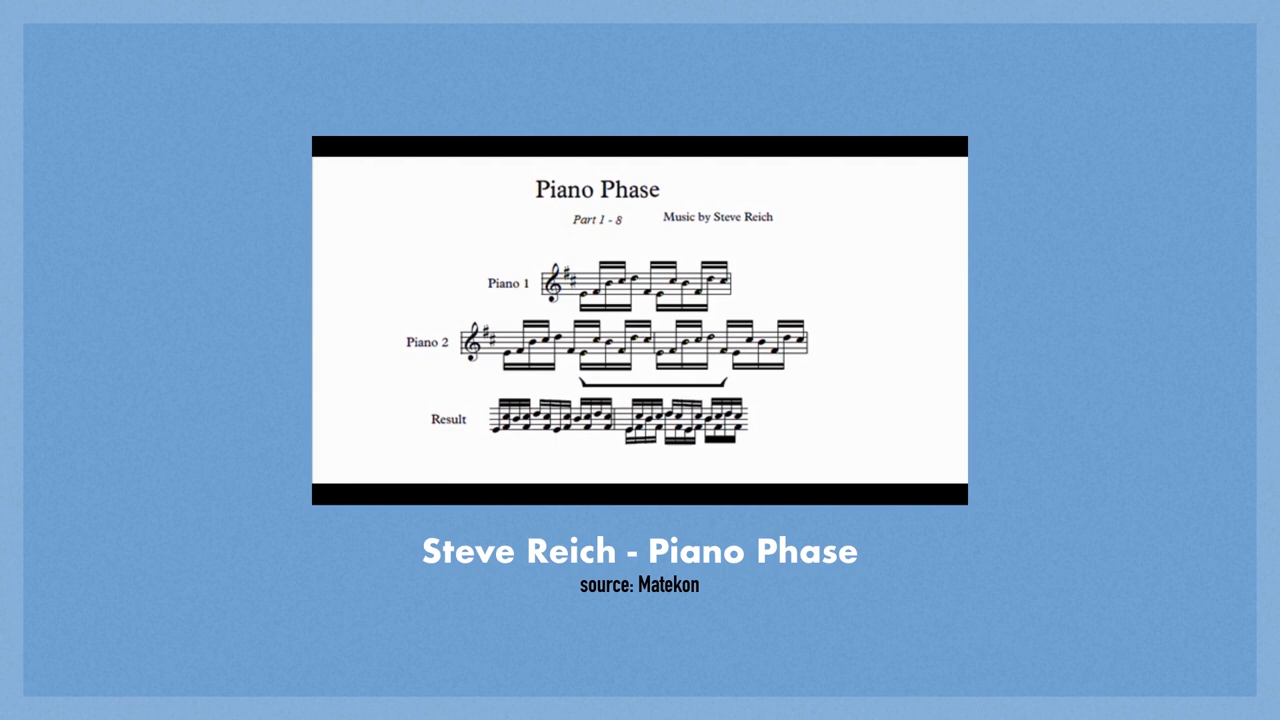 Piano Phase
Part 1 - 8
Music by Steve Reich
Piano 1
Piano 2
Result
Steve Reich - Piano Phase
source: Matekon